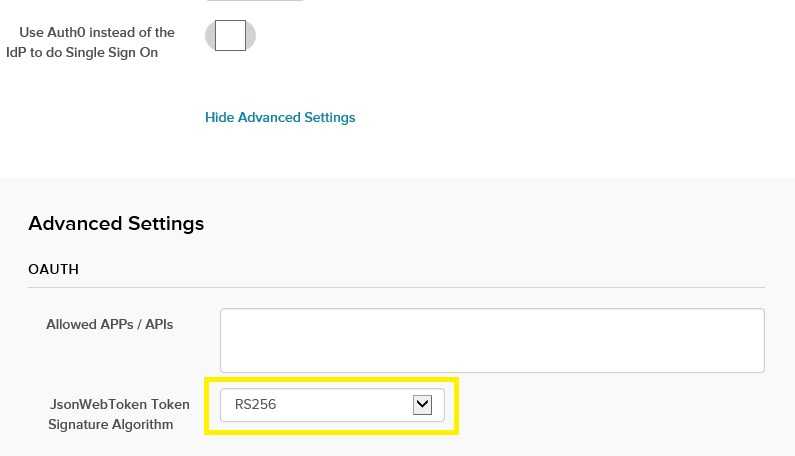 Use Auth0 instead of the
IdP to do Single Sign On
Hide Advanced Settings
Advanced Settings
OAUTH
Allowed APPs / APIs
JsonWebToken Token
Signature Algorithm
RS256